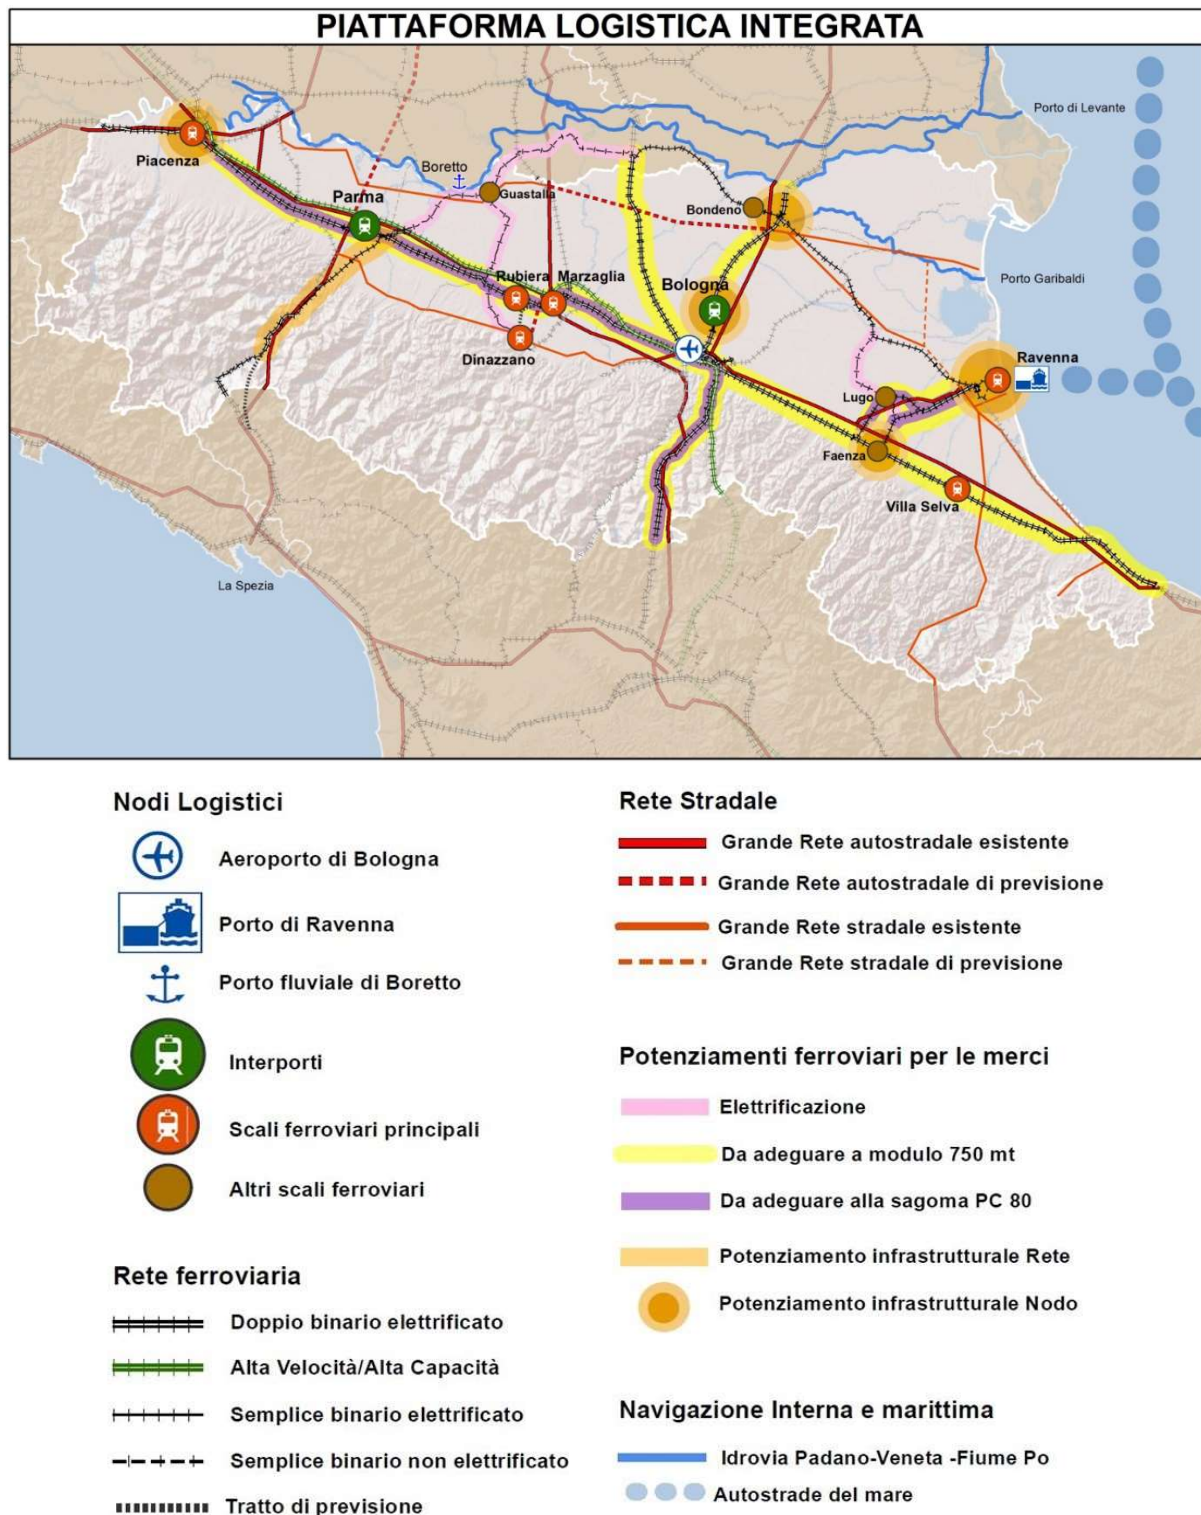 PIATTAFORMA LOGISTICA INTEGRATA
Porto di Levante
Piacenza
Boretto
Guastalla
Parma
Bondeno
Rubiera
Marzaglia
Bologna
Porto Garibaldi
Dinazzano
Ravenna
Lugo
Faenza
Villa Selva
La Spezia
Nodi Logistici
Aeroporto di Bologna
Porto di Ravenna
Porto fluviale di Boretto
Interporti
Scali ferroviari principali
Altri scali ferroviari
Rete ferroviaria
Doppio binario elettrificato
Alta Velocità/Alta Capacità
Semplice binario elettrificato
Semplice binario non elettrificato
Tratto di previsione
Rete Stradale
Grande Rete autostradale esistente
Grande Rete autostradale di previsione
Grande Rete stradale esistente
Grande Rete stradale di previsione
Potenziamenti ferroviari per le merci
Elettrificazione
Da adeguare a modulo 750 mt
Da adeguare alla sagoma PC 80
Potenziamento infrastrutturale Rete
Potenziamento infrastrutturale Nodo
Navigazione Interna e marittima
Idrovia Padano-Veneta -Fiume Po
Autostrade del mare